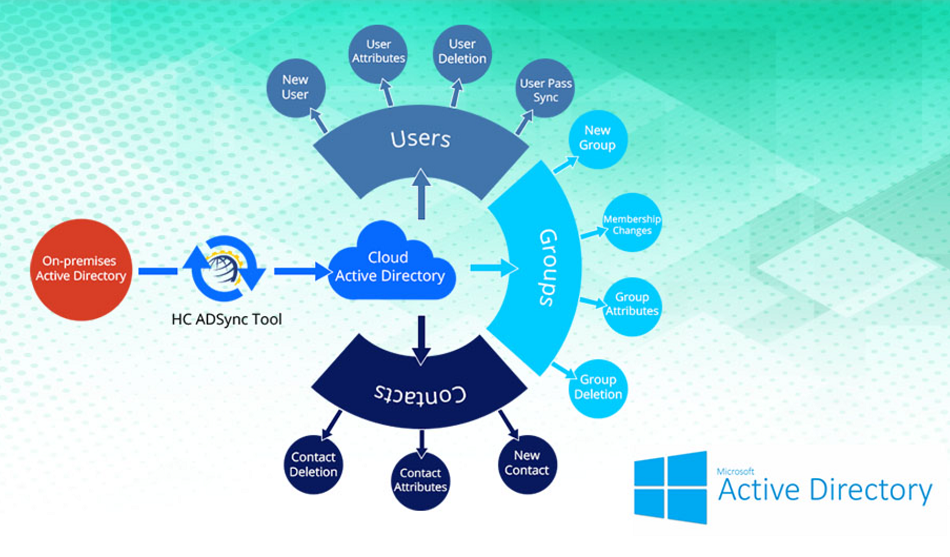 New
User
User
Attributes
User
Deletion
User Pass
Sync
Users
New
Group
Membership
Changes
Groups
Group
Attributes
Group
Deletion
On-premises
Active Directory
HC ADSync Tool
Cloud
Active Directory
Contacts
Contact
Deletion
Contact
Attributes
New
Contact
Microsoft
Active Directory